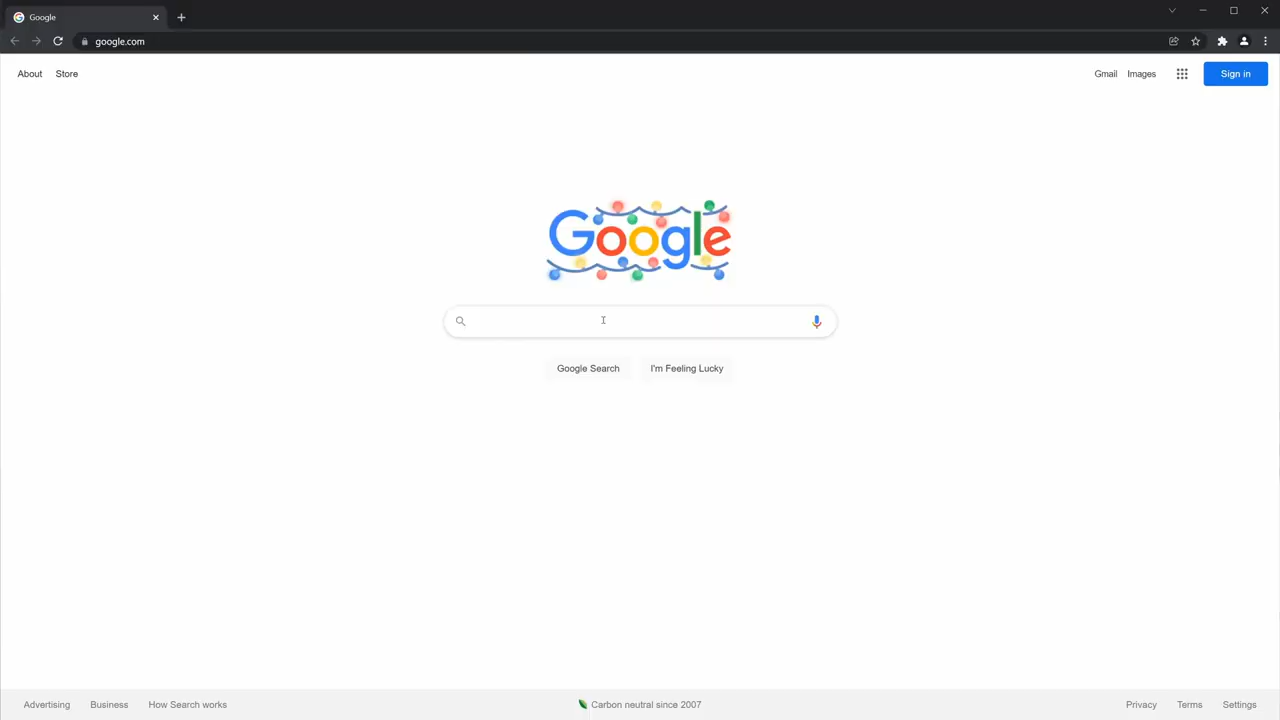 Google
google.com
About Store
Gmail Images Sign in
Google
Google Search I'm Feeling Lucky
Advertising Business How Search works
Carbon neutral since 2007
Privacy Terms Settings